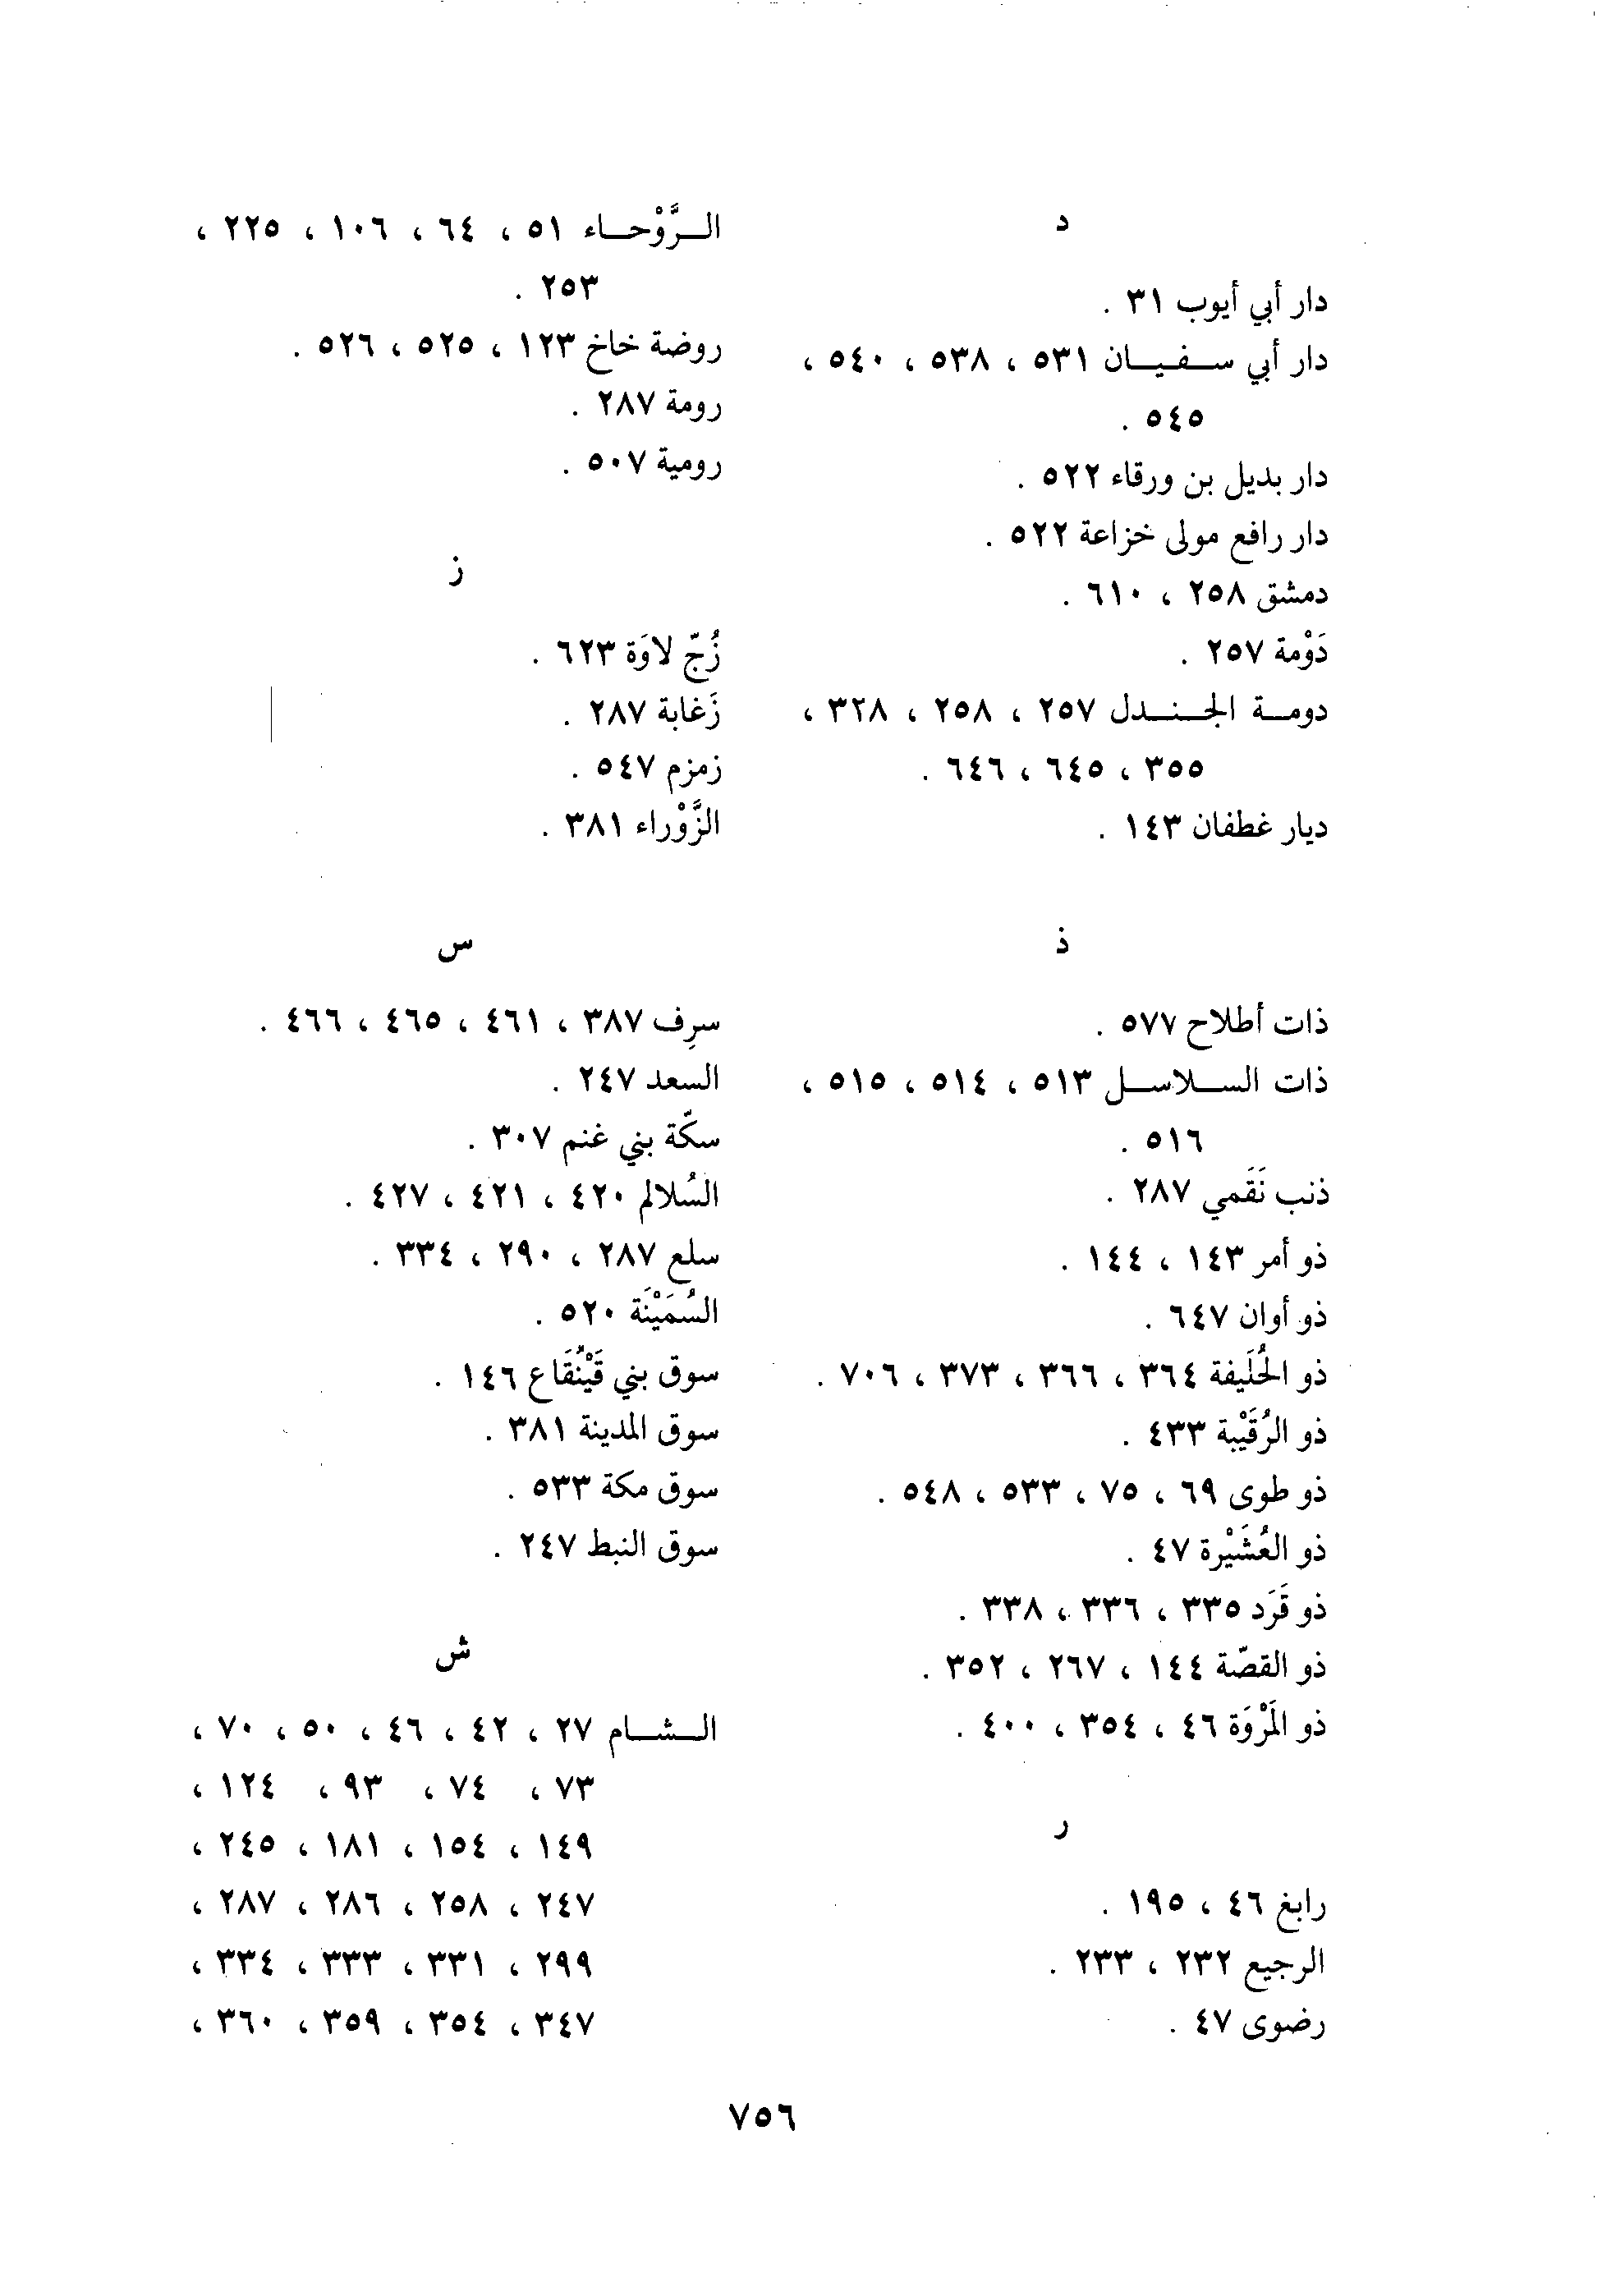 د
دار أبي أيوب ٣١ .
دار أبي سفيان ٥٣١ ، ٥٣٨ ، ٥٤٠ ،
٥٤٥ .
دار بديل بن ورقاء ٥٢٢ .
دار رافع مولى خزاعة ٥٢٢ .
دمشق ٢٥٨ ، ٦١٠ .
دَوْمة ٢٥٧ .
دومة الجندل ٢٥٧ ، ٢٥٨ ، ٣٢٨ ،
٣٥٥ ، ٦٤٥ ، ٦٤٦ .
ديار غطفان ١٤٣ .
ذ
ذات أطلاح ٥٧٧ .
ذات السلاسل ٥١٣ ، ٥١٤ ، ٥١٥ ،
٥١٦ .
ذنب نَقَمي ٢٨٧ .
ذو أمر ١٤٣ ، ١٤٤ .
ذو أوان ٦٤٧ .
ذو الحُلَيفة ٣٦٤ ، ٣٦٦ ، ٣٧٣ ، ٧٠٦ .
ذو الرُقَيْبة ٤٣٣ .
ذو طوى ٦٩ ، ٧٥ ، ٥٣٣ ، ٥٤٨ .
ذو العُشَيْرة ٤٧ .
ذو قَرَد ٣٣٥ ، ٣٣٦ ، ٣٣٨ .
ذو القصّة ١٤٤ ، ٢٦٧ ، ٣٥٢ .
ذو المَرْوَة ٤٦ ، ٣٥٤ ، ٤٠٠ .
ر
رابغ ٤٦ ، ١٩٥ .
الرجيع ٢٣٢ ، ٢٣٣ .
رضوى ٤٧ .
الرَّوْحاء ٥١ ، ٦٤ ، ١٠٦ ، ٢٢٥ ،
٢٥٣ .
روضة خاخ ١٢٣ ، ٥٢٥ ، ٥٢٦ .
رومة ٢٨٧ .
رومية ٥٠٧ .
ز
زُجّ لاوَة ٦٢٣ .
زَغابة ٢٨٧ .
زمزم ٥٤٧ .
الزَّوْراء ٣٨١ .
س
سرِف ٣٨٧ ، ٤٦١ ، ٤٦٥ ، ٤٦٦ .
السعد ٢٤٧ .
سكّة بني غنم ٣٠٧ .
السُلالم ٤٢٠ ، ٤٢١ ، ٤٢٧ .
سلع ٢٨٧ ، ٢٩٠ ، ٣٣٤ .
السُمَيْنَة ٥٢٠ .
سوق بني قَيْنُقَاع ١٤٦ .
سوق المدينة ٣٨١ .
سوق مكة ٥٣٣ .
سوق النبط ٢٤٧ .
ش
الشام ٢٧ ، ٤٢ ، ٤٦ ، ٥٠ ، ٧٠ ،
٧٣ ، ٧٤ ، ٩٣ ، ١٢٤ ،
١٤٩ ، ١٥٤ ، ١٨١ ، ٢٤٥ ،
٢٤٧ ، ٢٥٨ ، ٢٨٦ ، ٢٨٧ ،
٢٩٩ ، ٣٣١ ، ٣٣٣ ، ٣٣٤ ،
٣٤٧ ، ٣٥٤ ، ٣٥٩ ، ٣٦٠ ،
٧٥٦